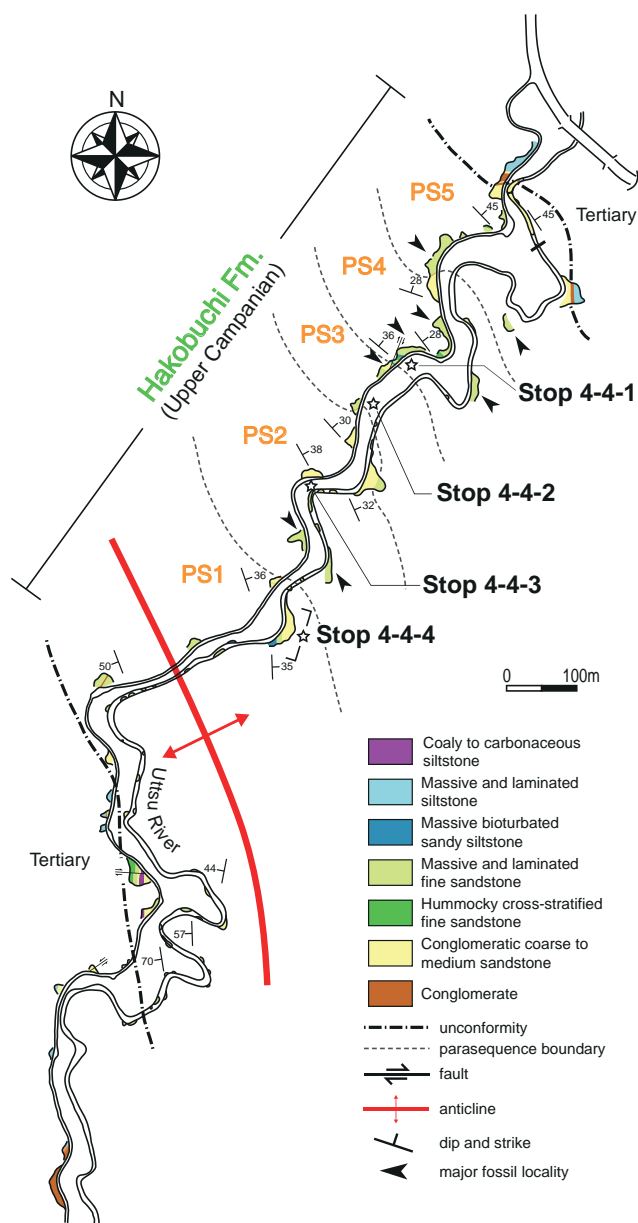 N
Hakobuchi Fm.
(Upper Campanian)
PS5
45
45
Tertiary
PS4
28
PS3
36
28
Stop 4-4-1
30
Stop 4-4-2
PS2
38
32
Stop 4-4-3
PS1
36
Stop 4-4-4
35
50
0
100m
Uttsu River
Tertiary
44
57
70
Coaly to carbonaceous
siltstone
Massive and laminated
siltstone
Massive bioturbated
sandy siltstone
Massive and laminated
fine sandstone
Hummocky cross-stratified
fine sandstone
Conglomeratic coarse to
medium sandstone
Conglomerate
unconformity
parasequence boundary
fault
anticline
dip and strike
major fossil locality